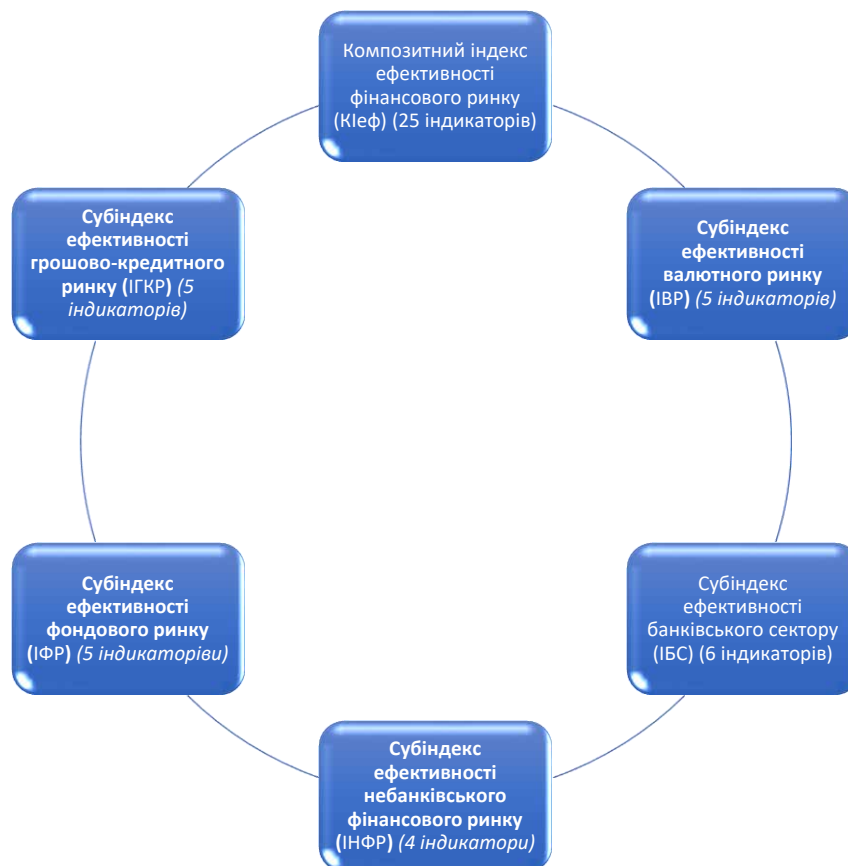 Композитний індекс
ефективності
фінансового ринку
(КІеф) (25 індикаторів)
Субіндекс
ефективності
валютного ринку
(ІВР) (5 індикаторів)
Субіндекс
ефективності
банківського сектору
(ІБС) (6 індикаторів)
Субіндекс
ефективності
небанківського
фінансового ринку
(ІНФР) (4 індикатори)
Субіндекс
ефективності
фондового ринку
(ІФР) (5 індикаторіви)
Субіндекс
ефективності
грошово-кредитного
ринку (ІГКР) (5
індикаторів)